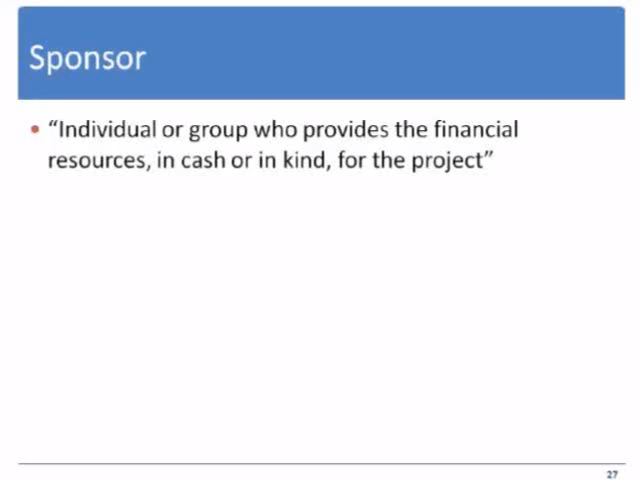 Sponsor
• “Individual or group who provides the financial
resources, in cash or in kind, for the project”
27